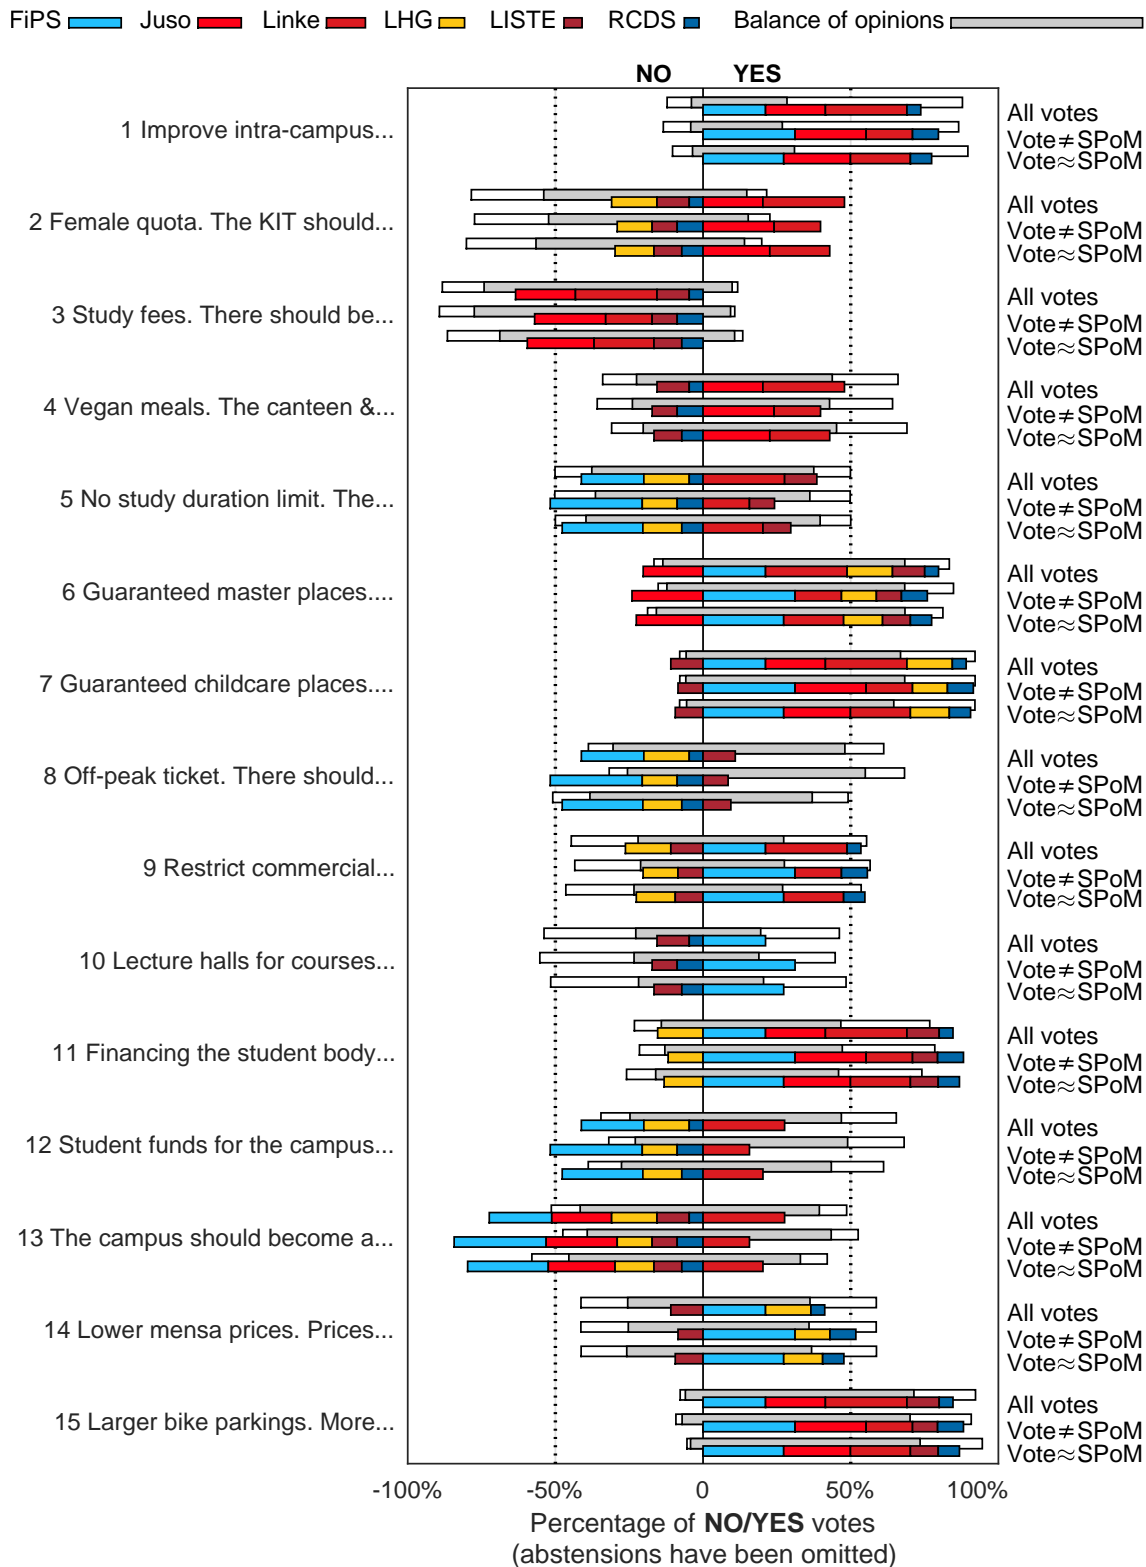 FiPS Juso Linke LHG LISTE RCDS Balance of opinions
NO YES
1 Improve intra-campus...
All votes
Vote≠SPoM
Vote≈SPoM
2 Female quota. The KIT should...
All votes
Vote≠SPoM
Vote≈SPoM
3 Study fees. There should be...
All votes
Vote≠SPoM
Vote≈SPoM
4 Vegan meals. The canteen &...
All votes
Vote≠SPoM
Vote≈SPoM
5 No study duration limit. The...
All votes
Vote≠SPoM
Vote≈SPoM
6 Guaranteed master places....
All votes
Vote≠SPoM
Vote≈SPoM
7 Guaranteed childcare places....
All votes
Vote≠SPoM
Vote≈SPoM
8 Off-peak ticket. There should...
All votes
Vote≠SPoM
Vote≈SPoM
9 Restrict commercial...
All votes
Vote≠SPoM
Vote≈SPoM
10 Lecture halls for courses...
All votes
Vote≠SPoM
Vote≈SPoM
11 Financing the student body...
All votes
Vote≠SPoM
Vote≈SPoM
12 Student funds for the campus...
All votes
Vote≠SPoM
Vote≈SPoM
13 The campus should become a...
All votes
Vote≠SPoM
Vote≈SPoM
14 Lower mensa prices. Prices...
All votes
Vote≠SPoM
Vote≈SPoM
15 Larger bike parkings. More...
All votes
Vote≠SPoM
Vote≈SPoM
-100% -50% 0 50% 100%
Percentage of NO/YES votes
(abstensions have been omitted)